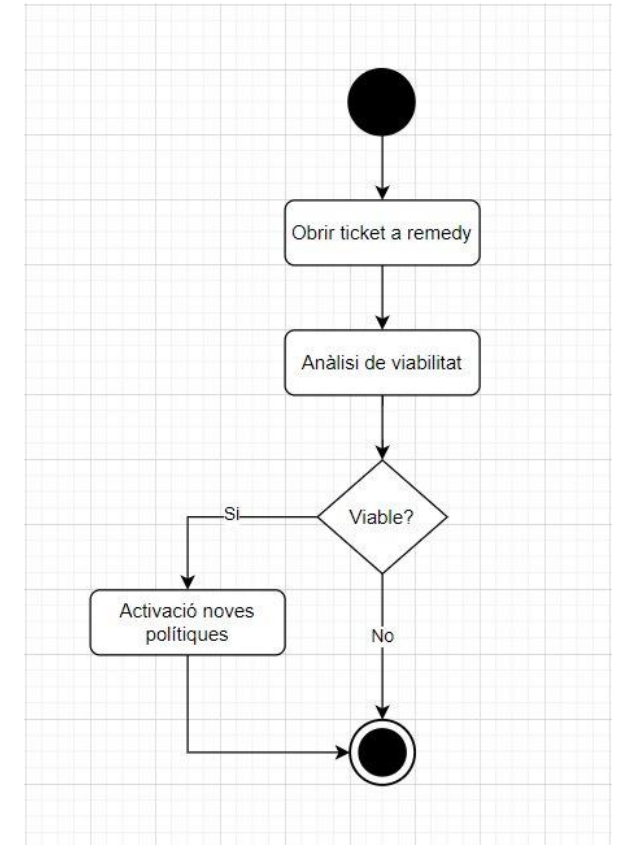 Obrir ticket a remedy
Anàlisi de viabilitat
Viable?
Si
Activació noves
polítiques
No